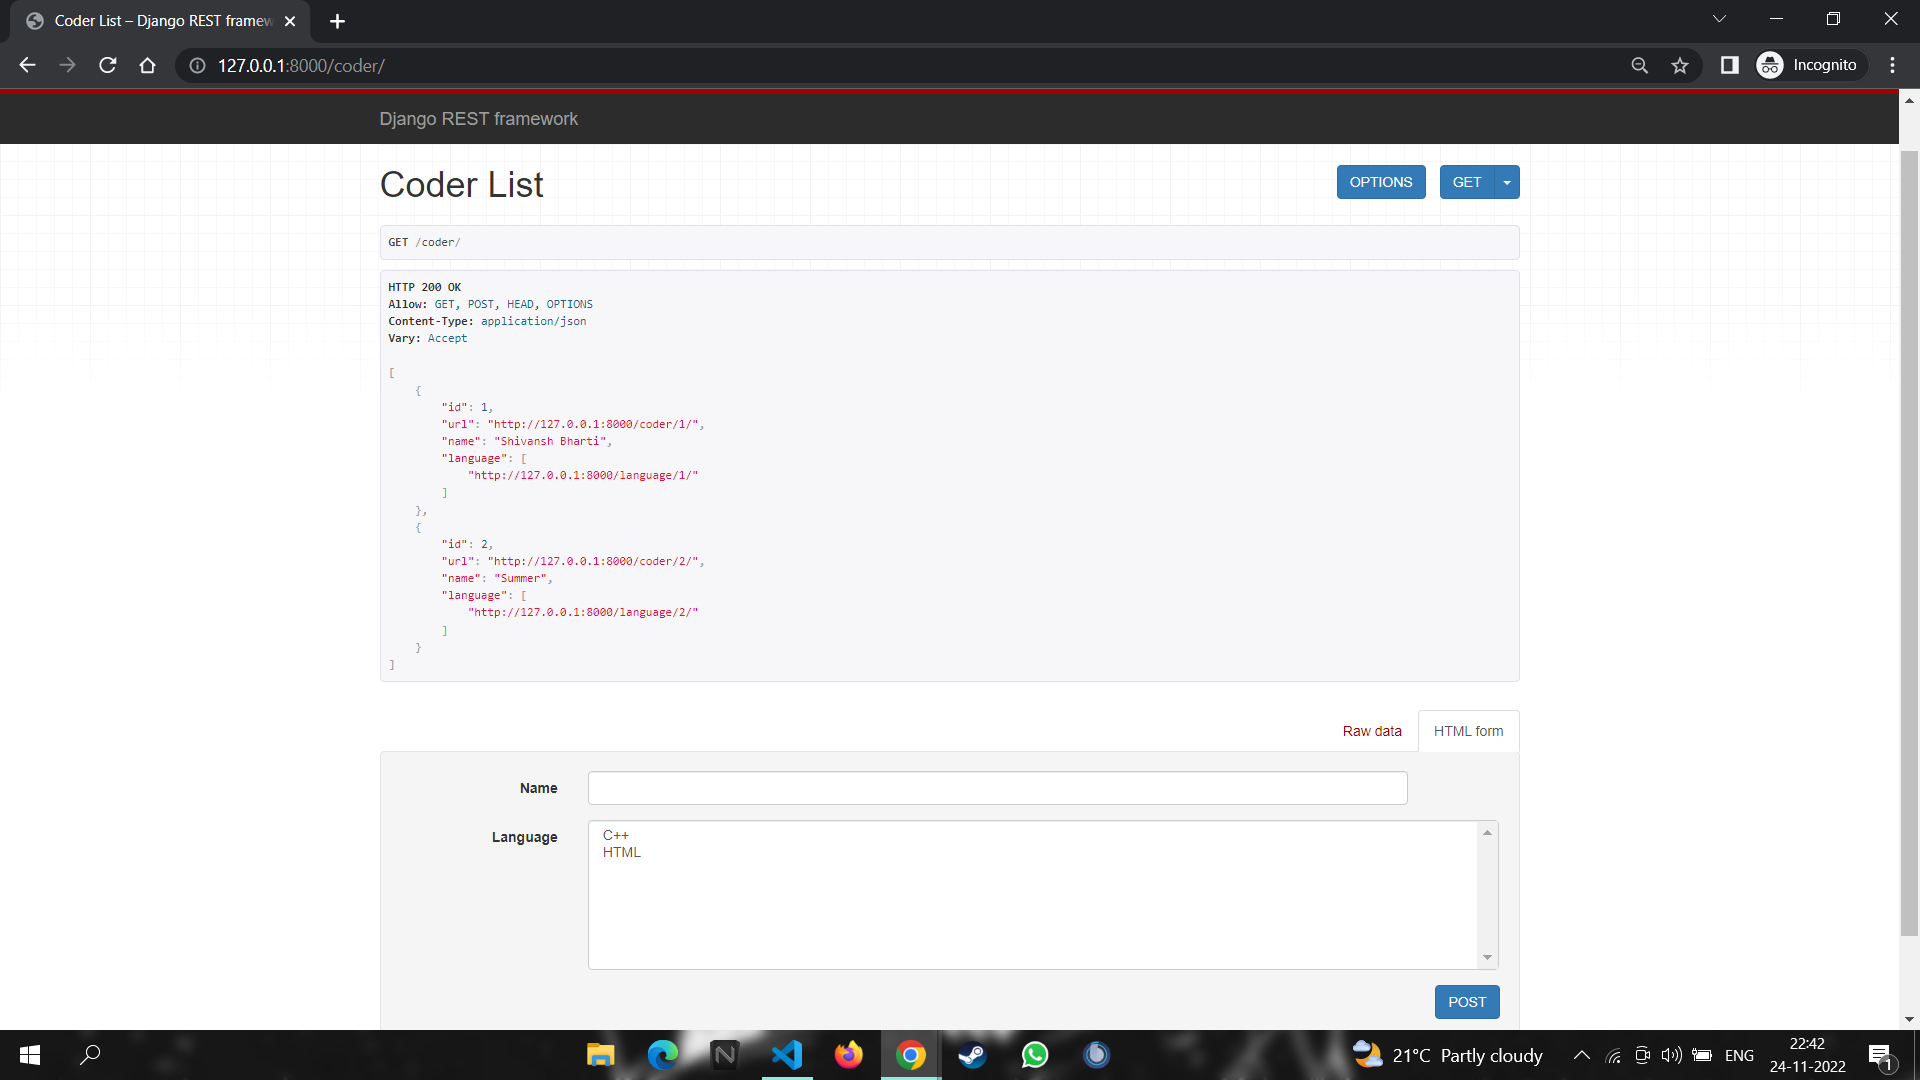 Coder List – Django REST framew
127.0.0.1:8000/coder/
Incognito
Django REST framework
Coder List
OPTIONS
GET
GET /coder/
HTTP 200 OK
Allow: GET, POST, HEAD, OPTIONS
Content-Type: application/json
Vary: Accept
[
    {
        "id": 1,
        "url": "http://127.0.0.1:8000/coder/1/",
        "name": "Shivansh Bharti",
        "language": [
            "http://127.0.0.1:8000/language/1/"
        ]
    },
    {
        "id": 2,
        "url": "http://127.0.0.1:8000/coder/2/",
        "name": "Summer",
        "language": [
            "http://127.0.0.1:8000/language/2/"
        ]
    }
]
Raw data
HTML form
Name
Language
C++
HTML
POST
N
21°C Partly cloudy
ENG
22:42
24-11-2022
1